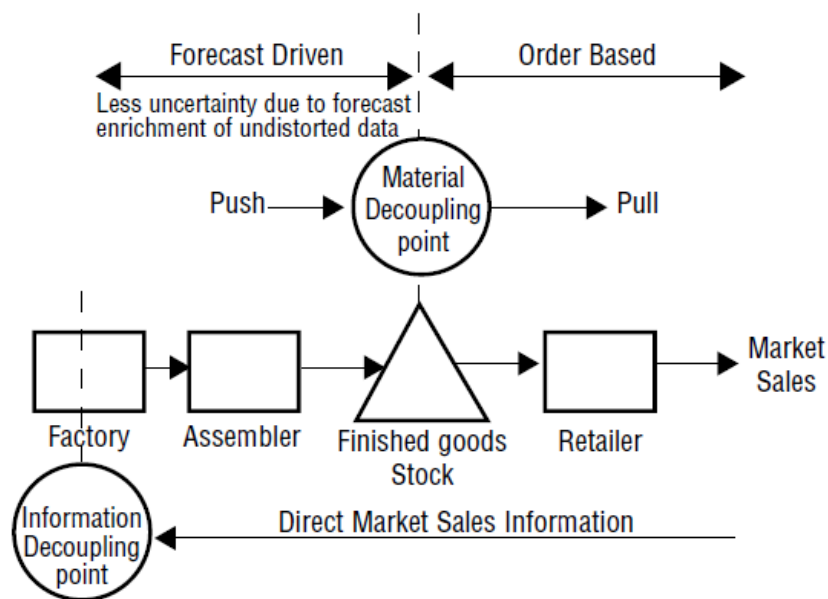 Forecast Driven
Order Based
Less uncertainty due to forecast
enrichment of undistorted data
Push
Material
Decoupling
point
Pull
Factory
Assembler
Finished goods
Stock
Retailer
Market
Sales
Information
Decoupling
point
Direct Market Sales Information